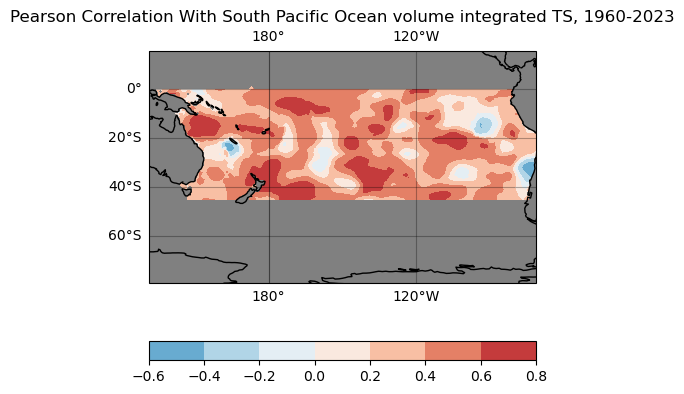 Pearson Correlation With South Pacific Ocean volume integrated TS, 1960-2023
180° 120°W
0°
20°S
40°S
60°S
180° 120°W
−0.6 −0.4 −0.2 0.0 0.2 0.4 0.6 0.8